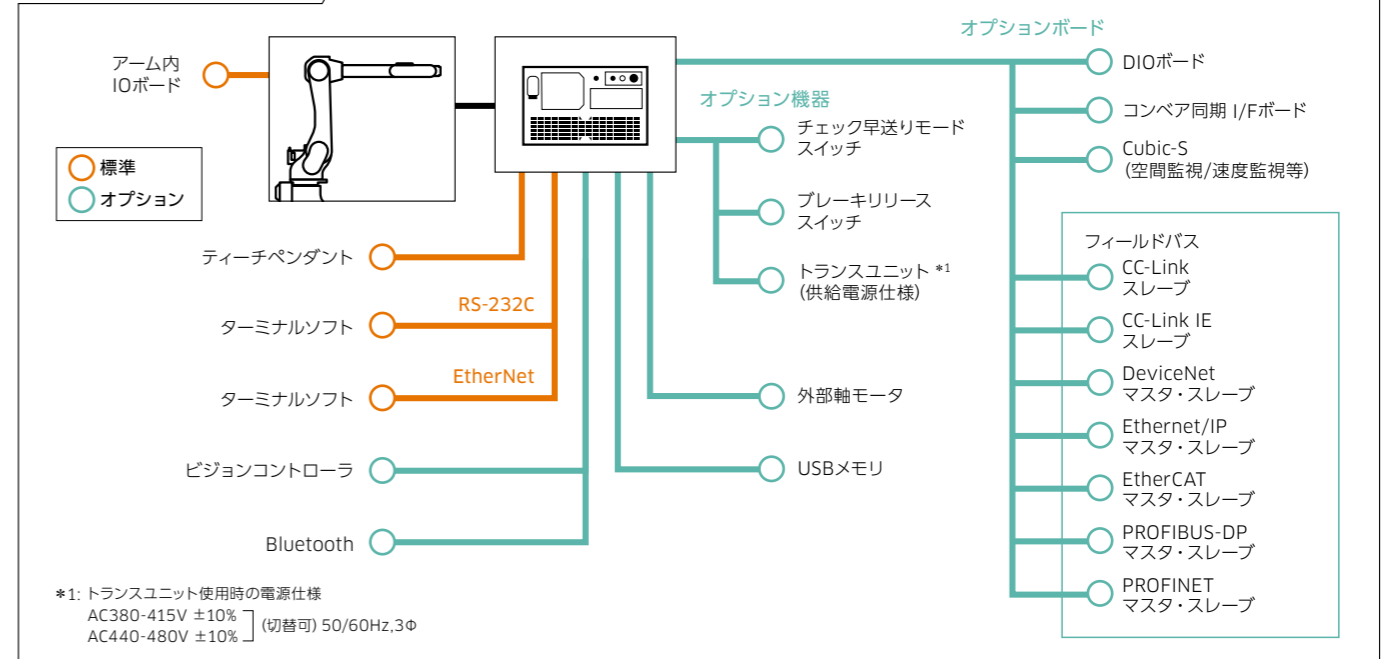 アーム内
IOボード
標準
オプション
ティーチペンダント
RS-232C
ターミナルソフト
EtherNet
ターミナルソフト
ビジョンコントローラ
Bluetooth
オプション機器
チェック早送りモード
スイッチ
ブレーキリリース
スイッチ
トランスユニット *1
(供給電源仕様)
外部軸モータ
USBメモリ
オプションボード
DIOボード
コンベア同期 I/Fボード
Cubic-S
(空間監視/速度監視等)
フィールドバス
CC-Link
スレーブ
CC-Link IE
スレーブ
DeviceNet
マスタ・スレーブ
Ethernet/IP
マスタ・スレーブ
EtherCAT
マスタ・スレーブ
PROFIBUS-DP
マスタ・スレーブ
PROFINET
マスタ・スレーブ
*1: トランスユニット使用時の電源仕様
AC380-415V ±10%
AC440-480V ±10%
(切替可) 50/60Hz,3Φ